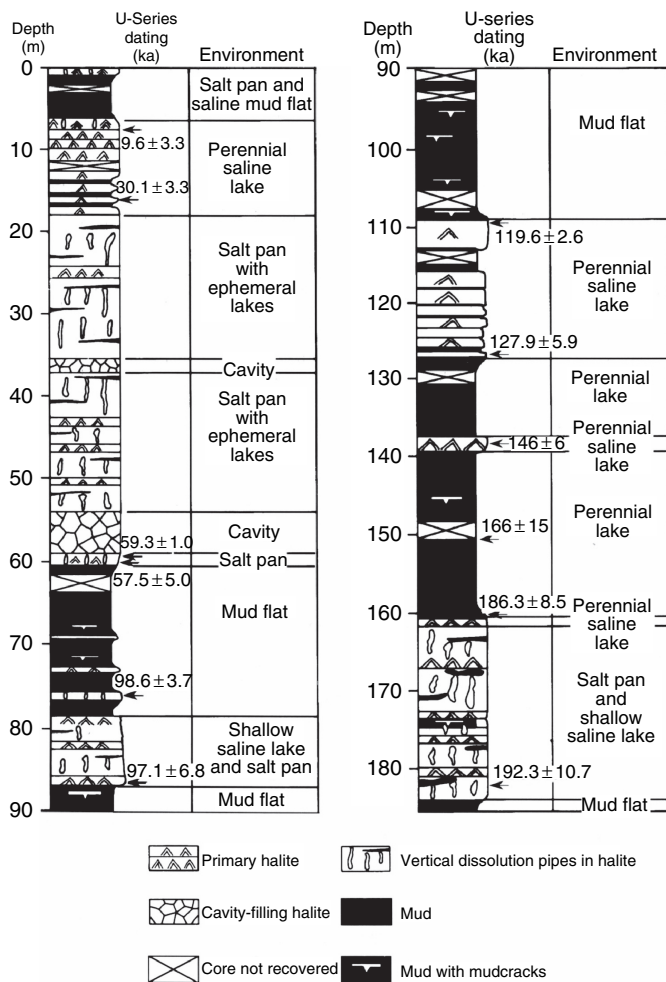 Depth
(m)
U-Series
dating
(ka)
Environment
0
Salt pan and
saline mud flat
9.6±3.3
10
Perennial
saline
lake
30.1±3.3
20
Salt pan
with
ephemeral
lakes
30
Cavity
40
Salt pan
with
ephemeral
lakes
50
Cavity
59.3±1.0
60
Salt pan
57.5±5.0
Mud flat
70
98.6±3.7
80
Shallow
saline lake
and salt pan
97.1±6.8
90
Mud flat
Depth
(m)
U-Series
dating
(ka)
Environment
90
Mud flat
100
110
119.6±2.6
Perennial
saline
lake
120
127.9±5.9
130
Perennial
lake
Perennial
saline
lake
146±6
140
Perennial
lake
150
166±15
186.3±8.5
160
Perennial
saline
lake
170
Salt pan
and
shallow
saline lake
180
192.3±10.7
Mud flat
Primary halite
Vertical dissolution pipes in halite
Cavity-filling halite
Mud
Core not recovered
Mud with mudcracks